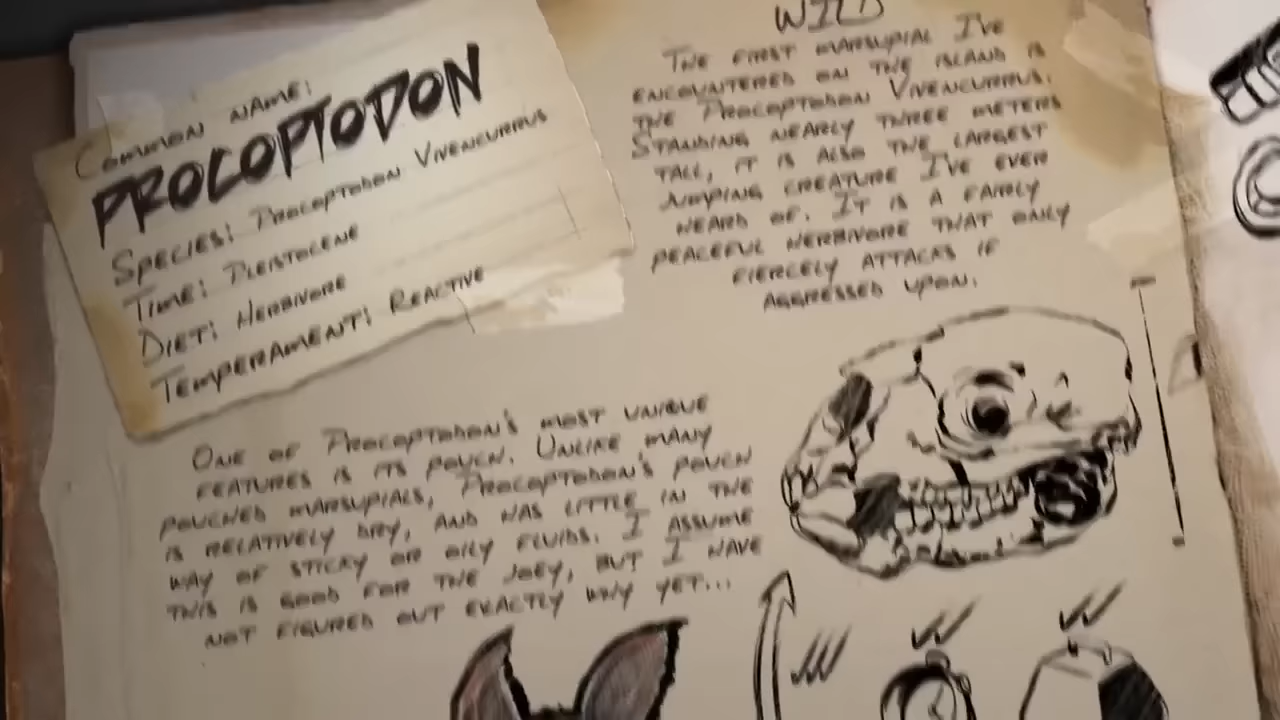 Common name:
PROCOPTODON
Species: Procoptodon Vivencurrus
Time: Pleistocene
Diet: Herbivore
Temperament: Reactive
WILD
The first marsupial I've
encountered on the island is
the Procoptodon Vivencurrus.
Standing nearly three meters
tall, it is also the largest
jumping creature I've ever
heard of. It is a fairly
peaceful herbivore that only
fiercely attacks if
aggressed upon.
One of Procoptodon's most unique
features is its pouch. Unlike many
pouched marsupials, Procoptodon's pouch
is relatively dry, and has little in the
way of sticky or oily fluids. I assume
this is good for the joey, but I have
not figured out exactly why yet...